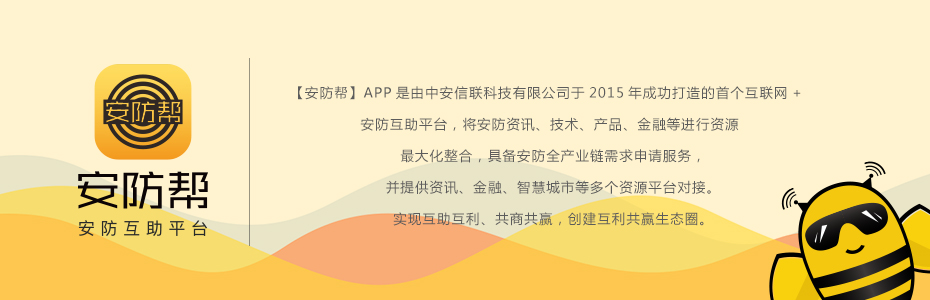 安防帮
安防帮
安防互助平台
【安防帮】APP 是由中安信联科技有限公司于 2015 年成功打造的首个互联网 +
安防互助平台，将安防资讯、技术、产品、金融等进行资源
最大化整合，具备安防全产业链需求申请服务，
并提供资讯、金融、智慧城市等多个资源平台对接。
实现互助互利、共商共赢，创建互利共赢生态圈。